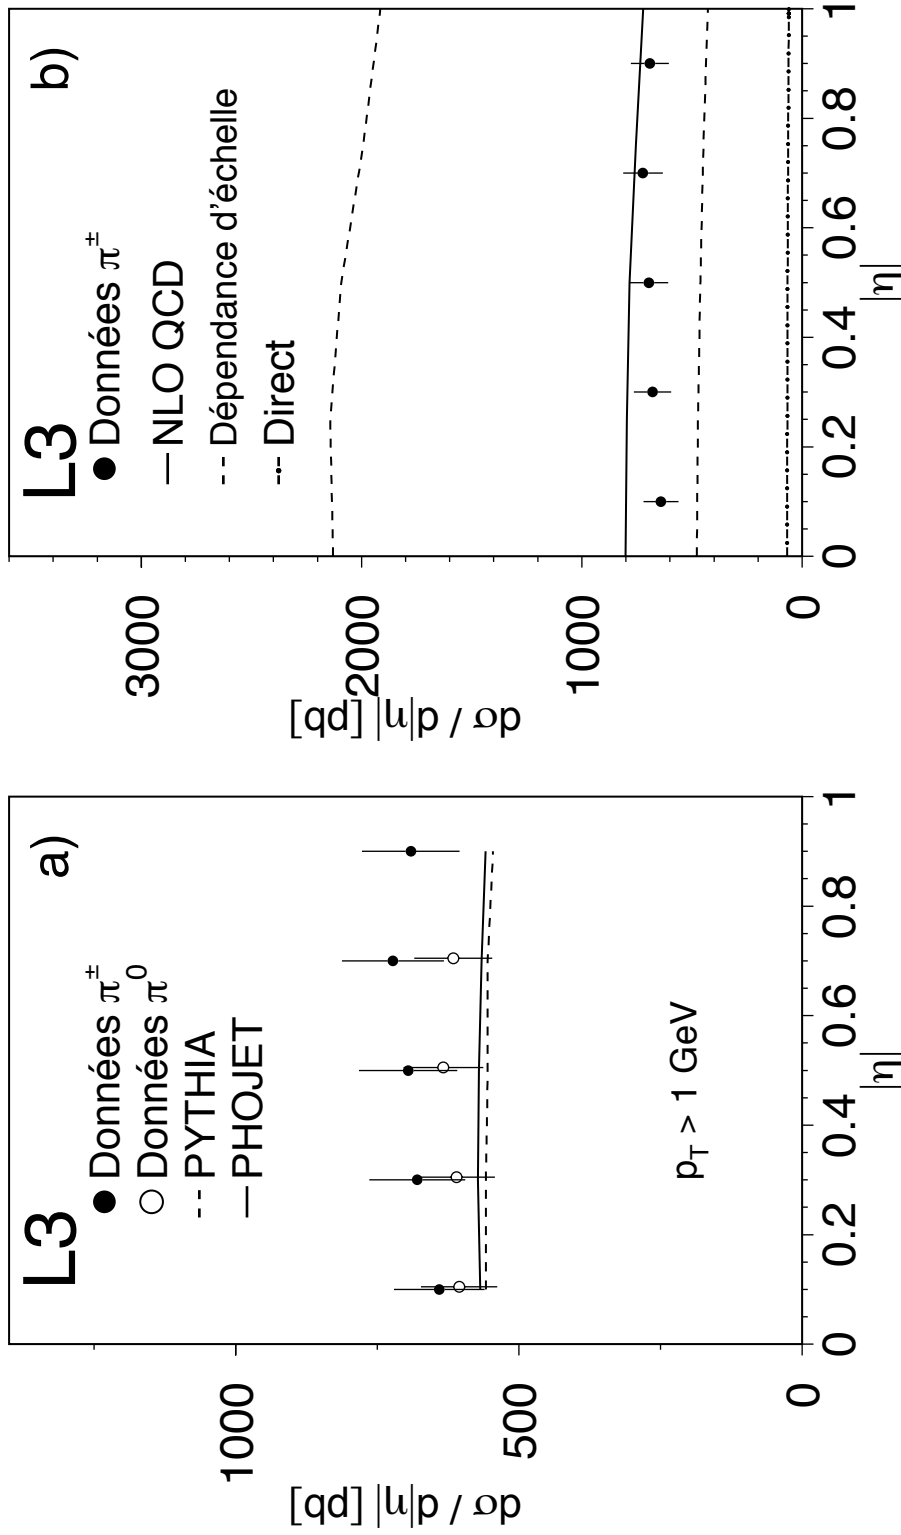 L3
a)
Données π±
Données π0
PYTHIA
PHOJET
pT > 1 GeV
dσ / d|η| [pb]
1000
500
0
0 0.2 0.4 0.6 0.8 1
|η|
L3
b)
Données π±
NLO QCD
Dépendance d'échelle
Direct
dσ / d|η| [pb]
3000
2000
1000
0
0 0.2 0.4 0.6 0.8 1
|η|